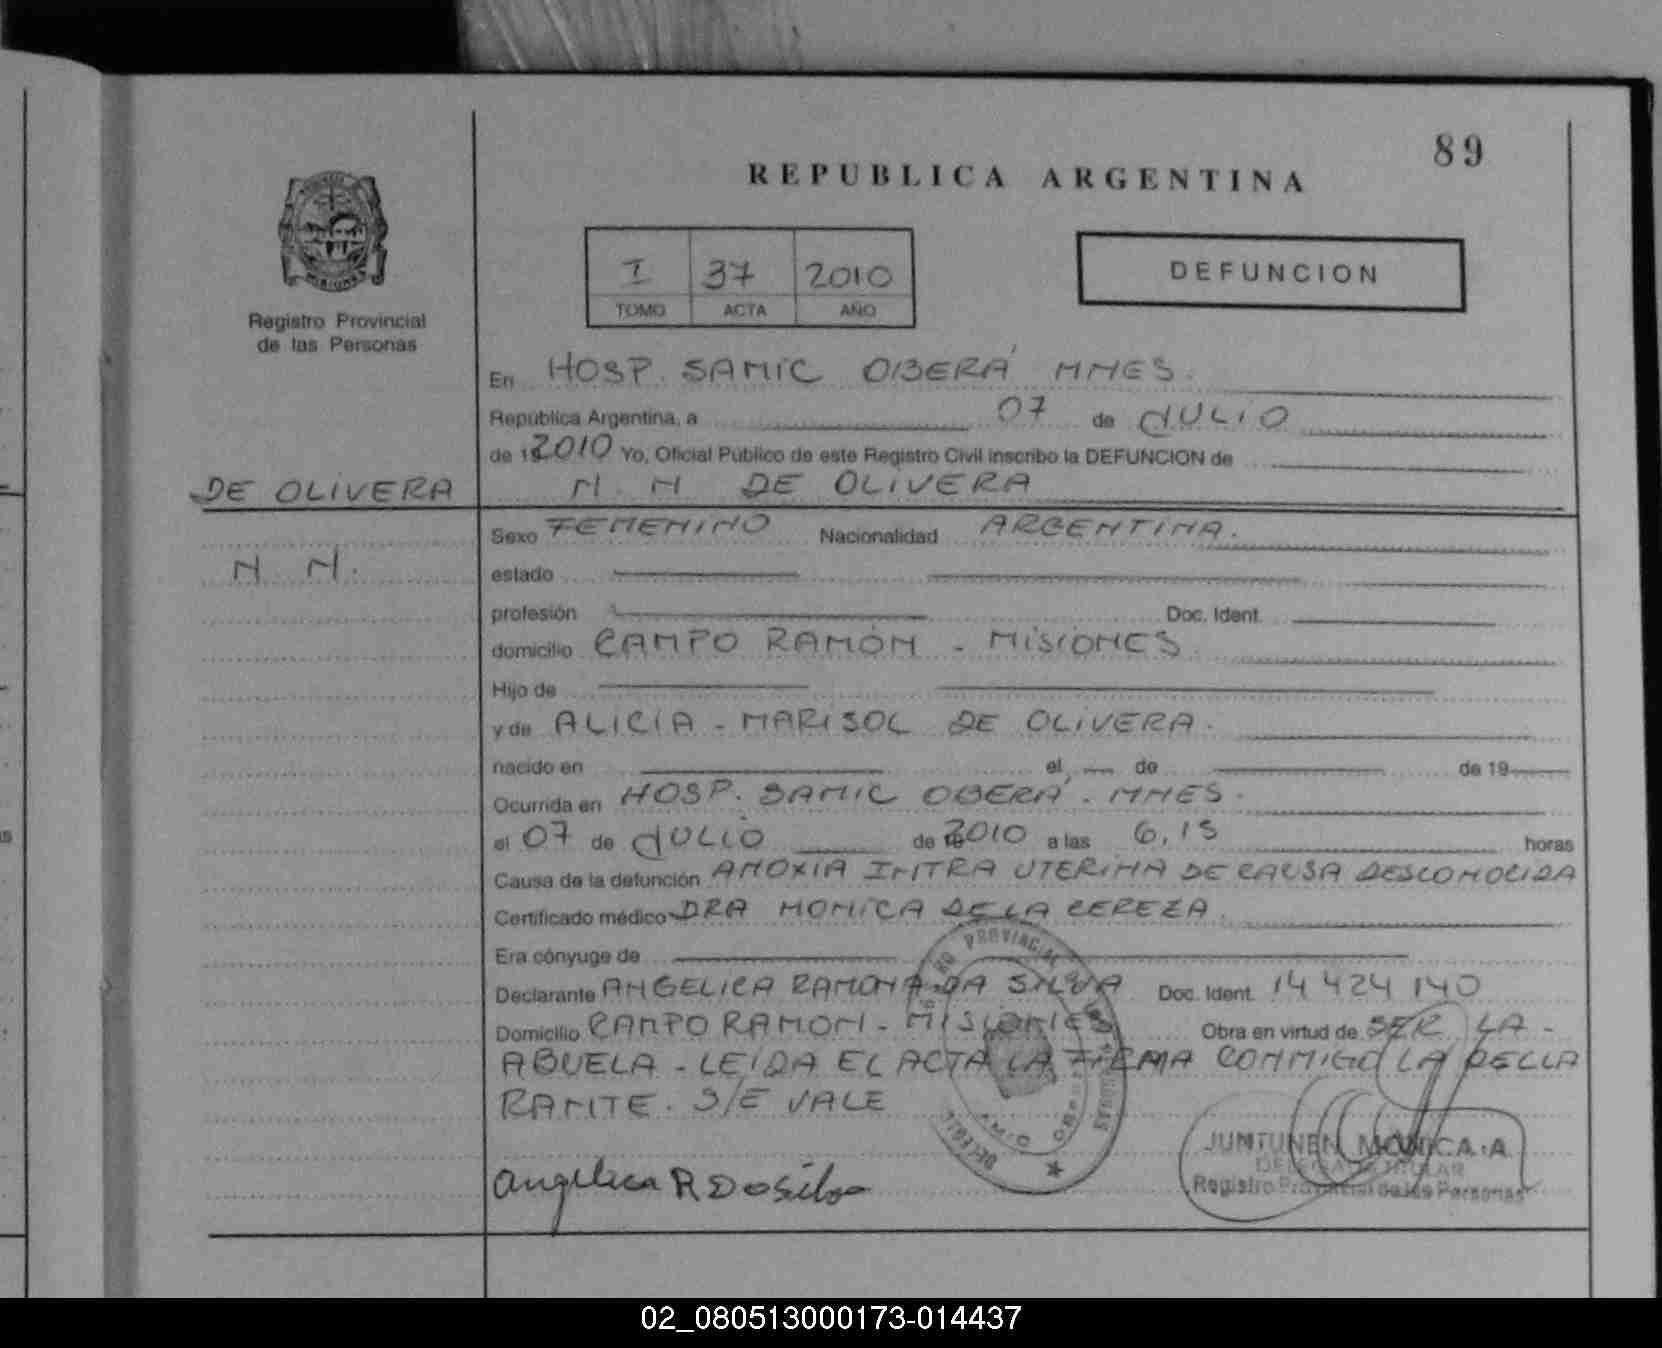 89
REPUBLICA ARGENTINA
MISIONES
Registro Provincial
de las Personas
I 37 2010
TOMO ACTA AÑO
DEFUNCION
En HOSP. SAMIC OBERÁ MNES.
República Argentina, a 07 de JULIO
de 2010 Yo, Oficial Público de este Registro Civil inscribo la DEFUNCION de
DE OLIVERA
N. N DE OLIVERA
N N.
Sexo FEMENINO Nacionalidad ARGENTINA.
estado
profesión Doc. Ident.
domicilio CAMPO RAMÓN - MISIONES
Hijo de
y de ALICIA - MARISOL DE OLIVERA.
nacido en el de de 19
Ocurrida en HOSP. SAMIC OBERÁ. MNES.
el 07 de JULIO de 2010 a las 6,15 horas
Causa de la defunción ANOXIA INTRA UTERINA DE CAUSA DESCONOCIDA
Certificado médico DRA MONICA DE LA CEREZA.
Era cónyuge de
Declarante ANGELICA RAMONA DA SILVA Doc. Ident. 14 424 140
Domicilio CAMPO RAMON - MISIONES Obra en virtud de SER LA -
ABUELA - LEIDA EL ACTA LA FIRMA CONMIGO LA DECLA
RANTE. S/E VALE
PROVINCIAL
Angelica R Dasilva
JUNTUNEN MONICA A
DELEGADA TITULAR
Registro Provincial de las Personas
02_080513000173-014437